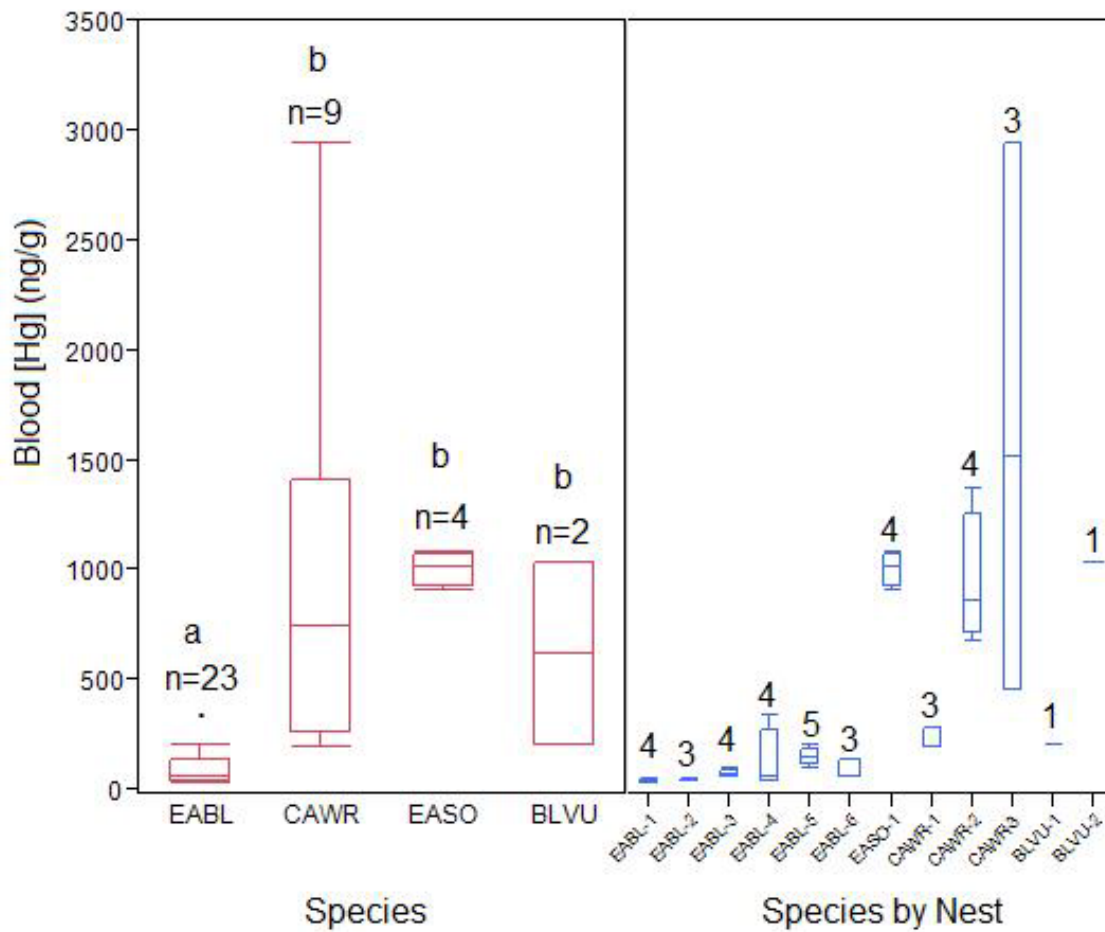 3500
3000
2500
2000
1500
1000
500
0
Blood [Hg] (ng/g)
a
n=23
b
n=9
b
n=4
b
n=2
EABL CAWR EASO BLVU
Species
4
3
4
4
5
3
4
3
4
3
1
1
EABL-1
EABL-2
EABL-3
EABL-4
EABL-5
EABL-6
EASO-1
CAWR-1
CAWR-2
CAWR3
BLVU-1
BLVU-2
Species by Nest